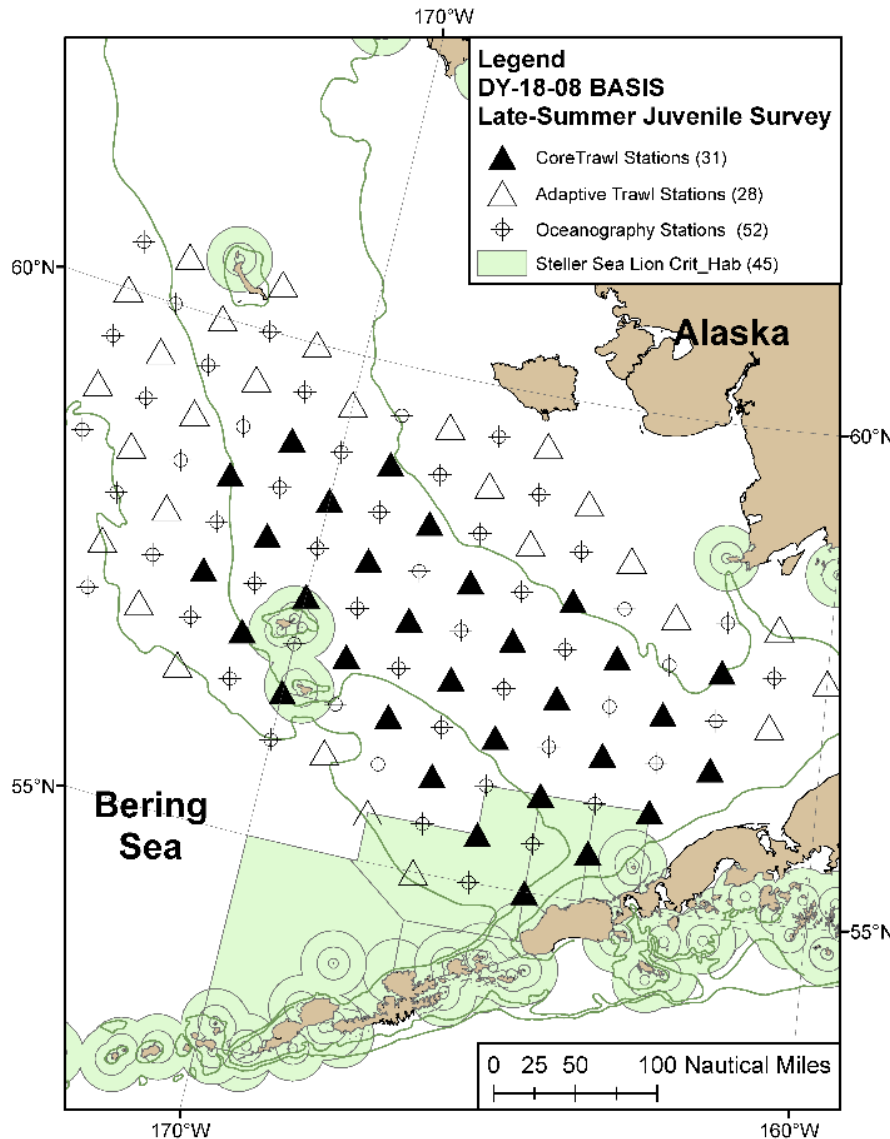 170°W
Legend
DY-18-08 BASIS
Late-Summer Juvenile Survey
CoreTrawl Stations (31)
Adaptive Trawl Stations (28)
Oceanography Stations (52)
Steller Sea Lion Crit_Hab (45)
60°N
Alaska
60°N
55°N
Bering
Sea
55°N
0 25 50 100 Nautical Miles
170°W
160°W